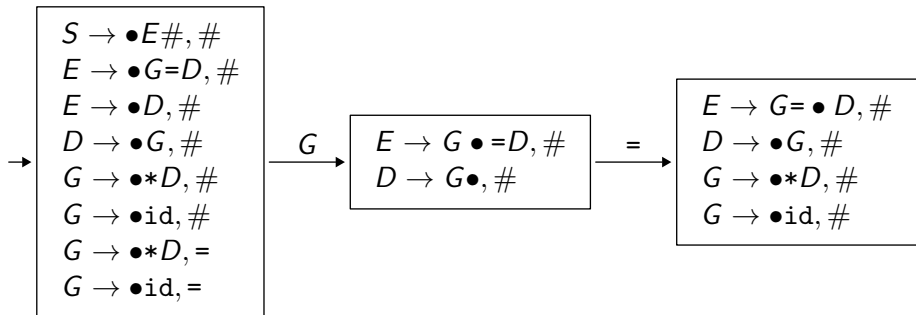 S → •E#, #
E → •G=D, #
E → •D, #
D → •G, #
G → •*D, #
G → •id, #
G → •*D, =
G → •id, =
G
E → G • =D, #
D → G•, #
=
E → G= • D, #
D → •G, #
G → •*D, #
G → •id, #